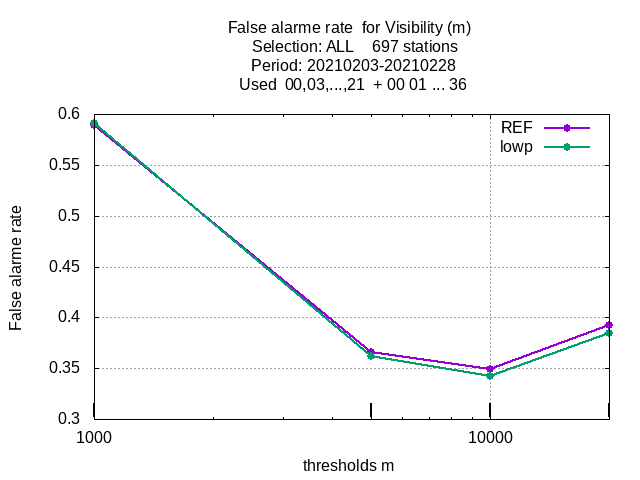 False alarme rate  for Visibility (m)
Selection: ALL    697 stations
Period: 20210203-20210228
Used  00,03,...,21  + 00 01 ... 36
REF
lowp
0.6
0.55
0.5
0.45
0.4
0.35
0.3
False alarme rate
1000
10000
thresholds m